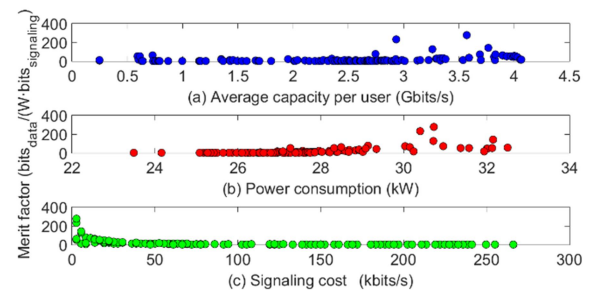 Merit factor (bits_data/(W·bits_signaling)
400
200
0
0 0.5 1 1.5 2 2.5 3 3.5 4 4.5
(a) Average capacity per user (Gbits/s)
400
200
0
22 24 26 28 30 32 34
(b) Power consumption (kW)
400
200
0
0 50 100 150 200 250 300
(c) Signaling cost (kbits/s)